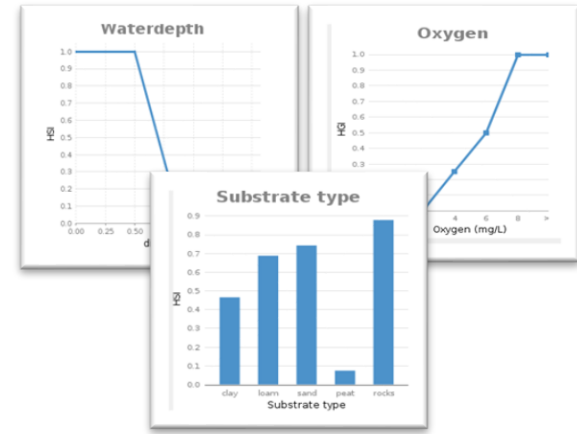 Waterdepth
1.0
0.9
0.8
0.7
0.6
0.5
0.4
0.3
0.2
0.1
0.0
HSI
0.00
0.25
0.50
d
Oxygen
1.0
0.9
0.8
0.7
0.6
0.5
0.4
0.3
HGI
4
6
8
>
Oxygen (mg/L)
Substrate type
0.9
0.8
0.7
0.6
0.5
0.4
0.3
0.2
0.1
0.0
HSI
clay
loam
sand
peat
rocks
Substrate type